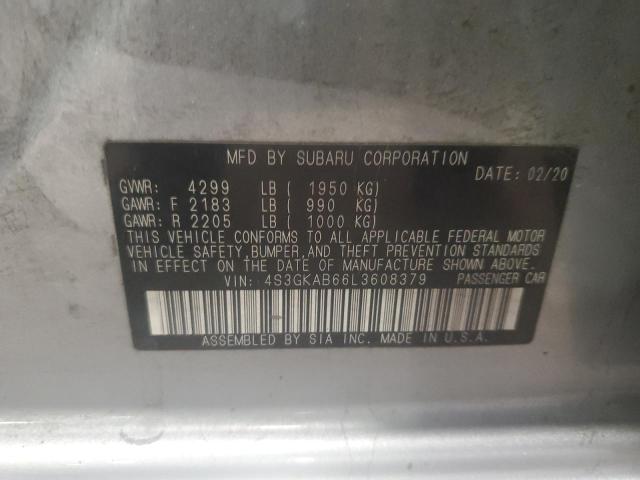 MFD BY SUBARU CORPORATION
DATE: 02/20
GVWR: 4299 LB ( 1950 KG)
GAWR: F 2183 LB ( 990 KG)
GAWR: R 2205 LB ( 1000 KG)
THIS VEHICLE CONFORMS TO ALL APPLICABLE FEDERAL MOTOR
VEHICLE SAFETY,BUMPER,AND THEFT PREVENTION STANDARDS
IN EFFECT ON THE DATE OF MANUFACTURE SHOWN ABOVE.
VIN: 4S3GKAB66L3608379 PASSENGER CAR
ASSEMBLED BY SIA INC. MADE IN U.S.A.